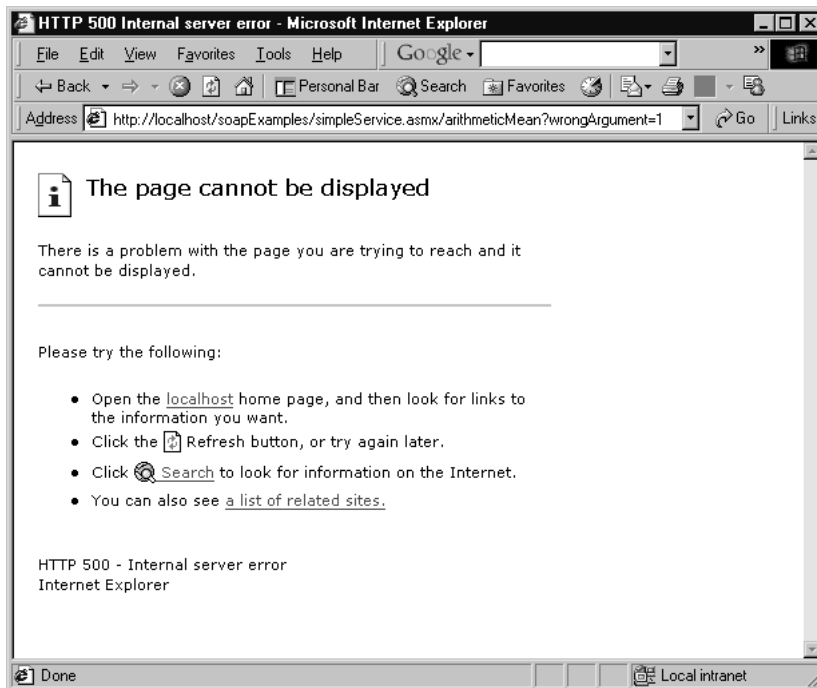 HTTP 500 Internal server error - Microsoft Internet Explorer
File Edit View Favorites Tools Help Google »
Back Personal Bar Search Favorites
Address http://localhost/soapExamples/simpleService.asmx/arithmeticMean?wrongArgument=1 Go Links
The page cannot be displayed
There is a problem with the page you are trying to reach and it
cannot be displayed.
Please try the following:
• Open the localhost home page, and then look for links to
the information you want.
• Click the Refresh button, or try again later.
• Click Search to look for information on the Internet.
• You can also see a list of related sites.
HTTP 500 - Internal server error
Internet Explorer
Done Local intranet